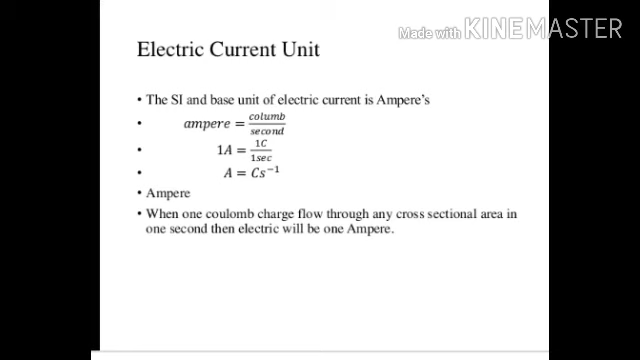 Made with KINEMASTER
Electric Current Unit
• The SI and base unit of electric current is Ampere's
• ampere = columb/second
• 1A = 1C/1sec
• A = Cs⁻¹
• Ampere
• When one coulomb charge flow through any cross sectional area in
one second then electric will be one Ampere.